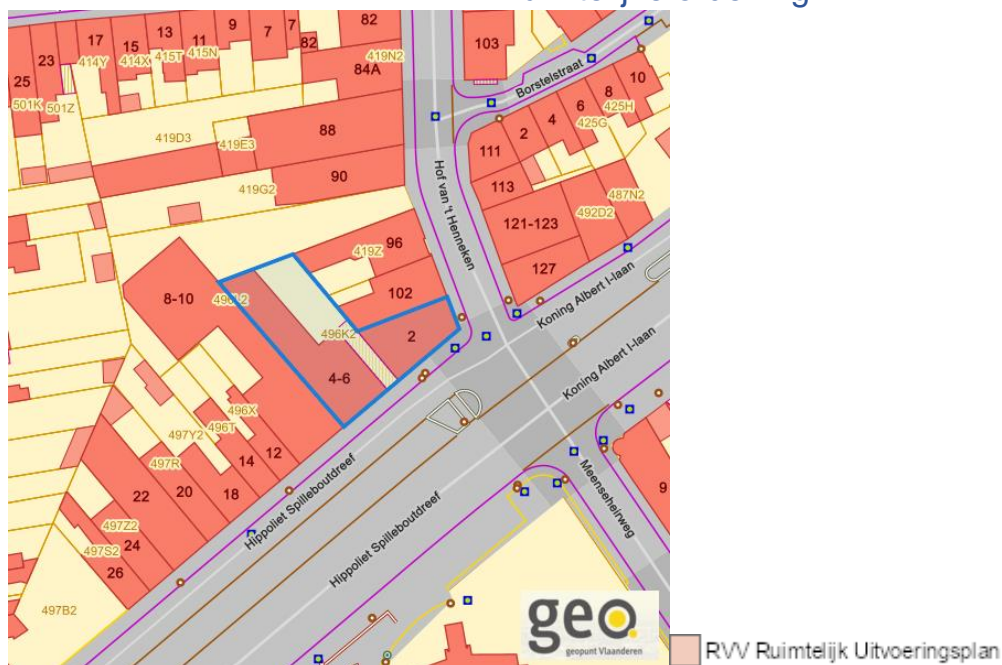 82
7
7
9
11
13
15
17
23
25
82
419N2
415N
415T
414X
414Y
84A
103
501K
501Z
Borstelstraat
10
8
425H
6
4
425G
2
88
419D3
419E3
111
90
113
487N2
419G2
Hof van 't Henneken
121-123
492D2
96
419Z
127
8-10
102
Koning Albert I-laan
496K2
2
Koning Albert I-laan
4-6
496X
496T
497Y2
12
14
497R
18
20
22
Meenseheirweg
9
Hippoliet Spilleboutdreef
Hippoliet Spilleboutdreef
497Z2
24
497S2
26
497B2
geo
geopunt Vlaanderen
RVV Ruimtelijk Uitvoeringsplan